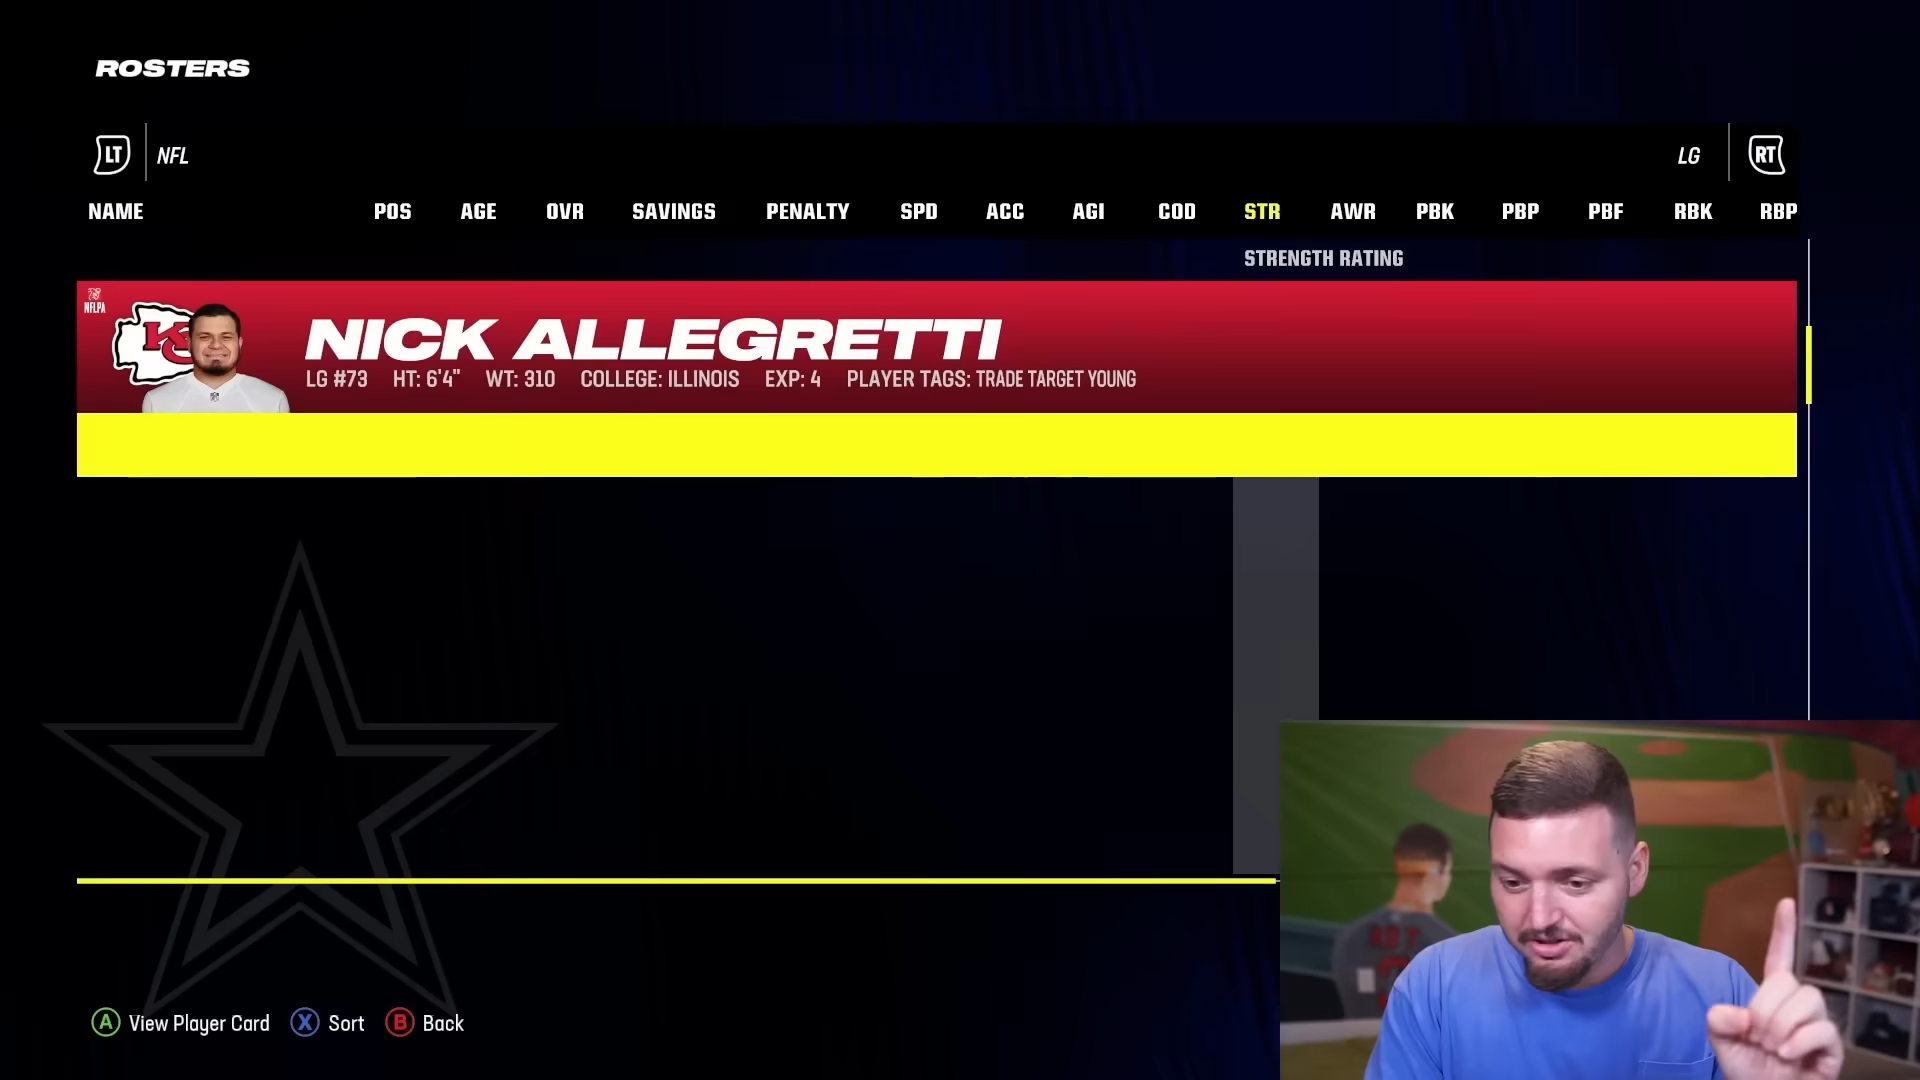 ROSTERS
LT NFL LG RT
NAME POS AGE OVR SAVINGS PENALTY SPD ACC AGI COD STR AWR PBK PBP PBF RBK RBP
STRENGTH RATING
NFLPA
KC
NICK ALLEGRETTI
LG #73 HT: 6'4" WT: 310 COLLEGE: ILLINOIS EXP: 4 PLAYER TAGS: TRADE TARGET YOUNG
A View Player Card X Sort B Back